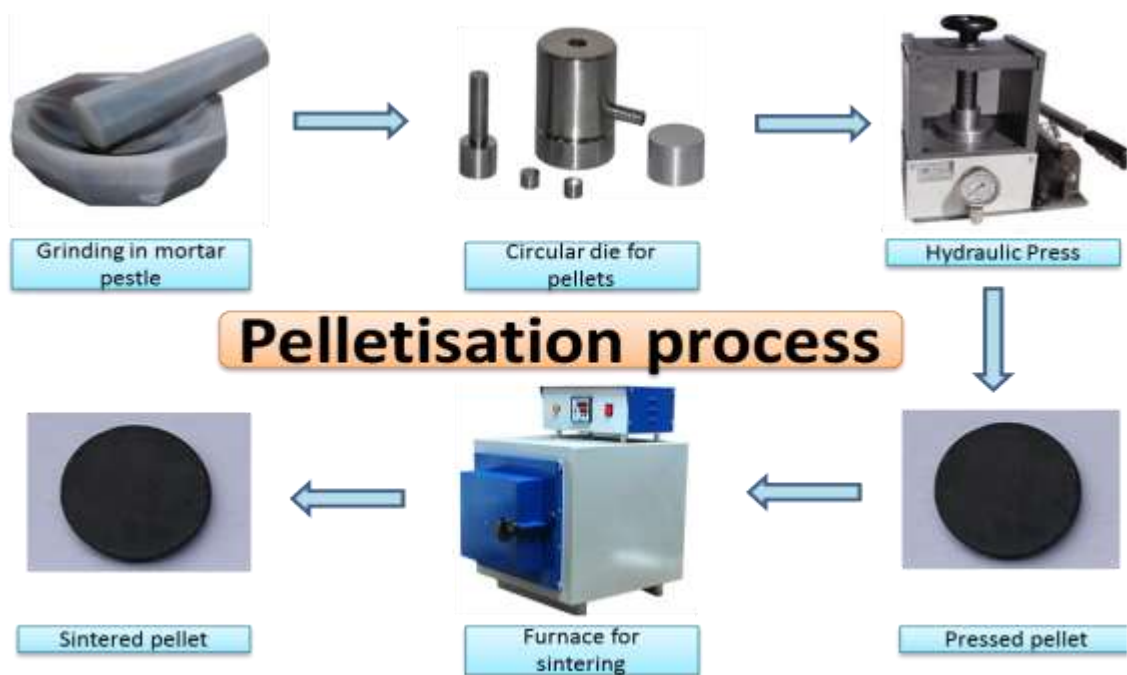 Grinding in mortar
pestle
Circular die for
pellets
Hydraulic Press
Pelletisation process
Sintered pellet
Furnace for
sintering
Pressed pellet